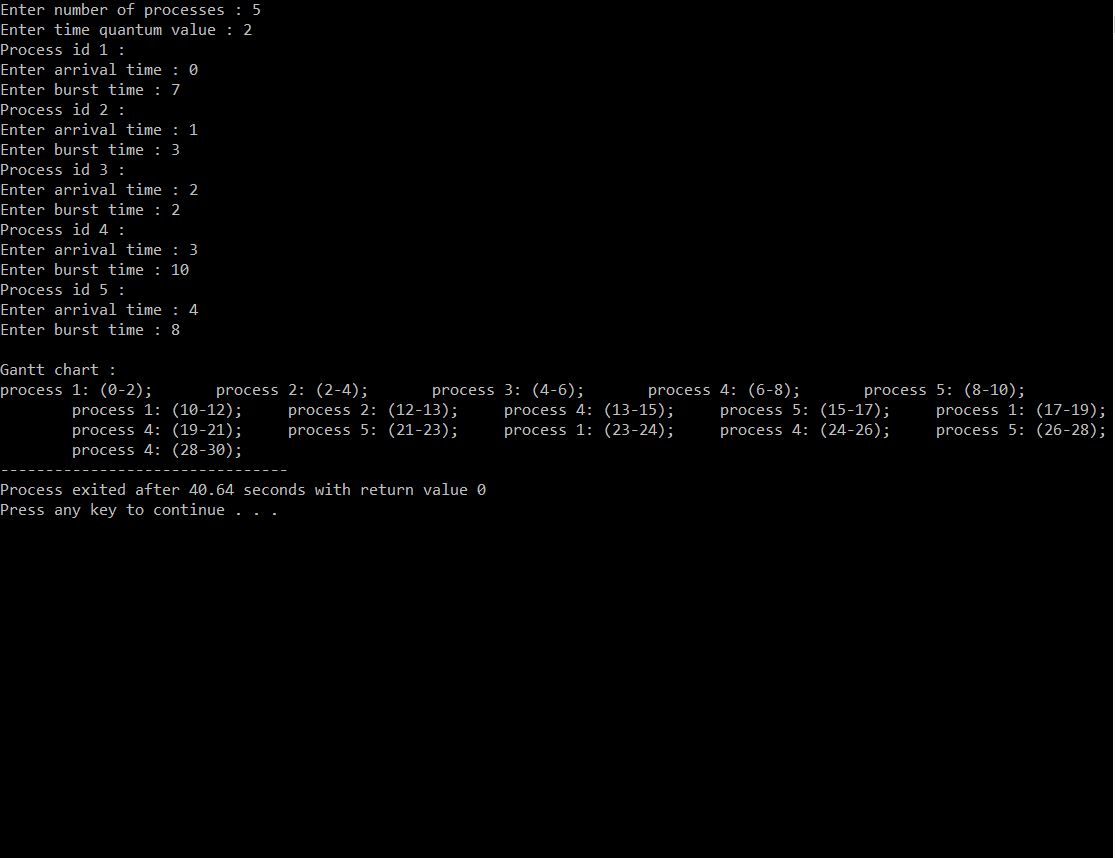 Enter number of processes : 5
Enter time quantum value : 2
Process id 1 :
Enter arrival time : 0
Enter burst time : 7
Process id 2 :
Enter arrival time : 1
Enter burst time : 3
Process id 3 :
Enter arrival time : 2
Enter burst time : 2
Process id 4 :
Enter arrival time : 3
Enter burst time : 10
Process id 5 :
Enter arrival time : 4
Enter burst time : 8
Gantt chart :
process 1: (0-2); process 2: (2-4); process 3: (4-6); process 4: (6-8); process 5: (8-10);
process 1: (10-12); process 2: (12-13); process 4: (13-15); process 5: (15-17); process 1: (17-19);
process 4: (19-21); process 5: (21-23); process 1: (23-24); process 4: (24-26); process 5: (26-28);
process 4: (28-30);
--------------------------------
Process exited after 40.64 seconds with return value 0
Press any key to continue . . .